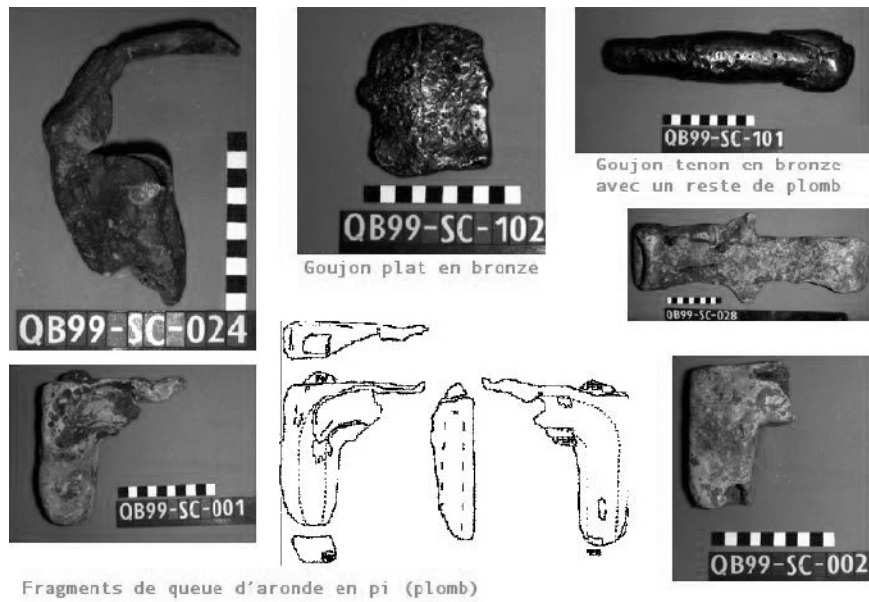 QB99-SC-024
QB99-SC-102
Goujon plat en bronze
QB99-SC-101
Goujon tenon en bronze
avec un reste de plomb
QB99-SC-028
QB99-SC-001
QB99-SC-002
Fragments de queue d'aronde en pi (plomb)